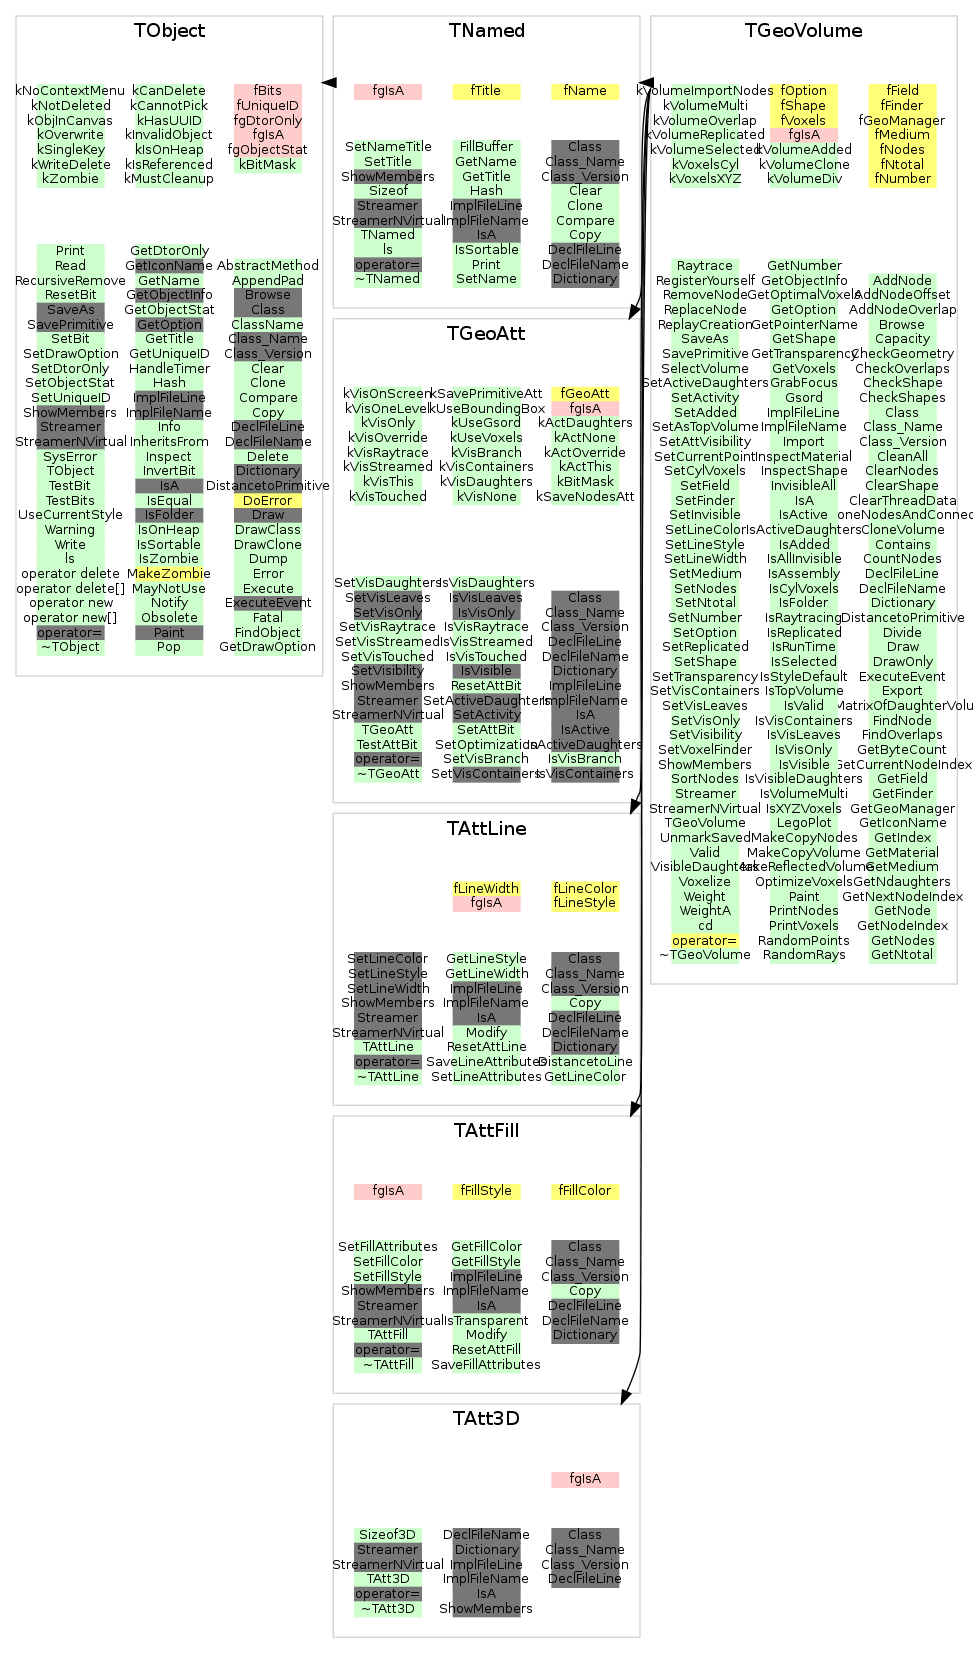 TObject
kNoContextMenu
kNotDeleted
kObjInCanvas
kOverwrite
kSingleKey
kWriteDelete
kZombie
kCanDelete
kCannotPick
kHasUUID
kInvalidObject
kIsOnHeap
kIsReferenced
kMustCleanup
fBits
fUniqueID
fgDtorOnly
fgIsA
fgObjectStat
kBitMask
Print
Read
RecursiveRemove
ResetBit
SaveAs
SavePrimitive
SetBit
SetDrawOption
SetDtorOnly
SetObjectStat
SetUniqueID
ShowMembers
Streamer
StreamerNVirtual
SysError
TObject
TestBit
TestBits
UseCurrentStyle
Warning
Write
ls
operator delete
operator delete[]
operator new
operator new[]
operator=
~TObject
GetDtorOnly
GetIconName
GetName
GetObjectInfo
GetObjectStat
GetOption
GetTitle
GetUniqueID
HandleTimer
Hash
ImplFileLine
ImplFileName
Info
InheritsFrom
Inspect
InvertBit
IsA
IsEqual
IsFolder
IsOnHeap
IsSortable
IsZombie
MakeZombie
MayNotUse
Notify
Obsolete
Paint
Pop
AbstractMethod
AppendPad
Browse
Class
ClassName
Class_Name
Class_Version
Clear
Clone
Compare
Copy
DeclFileLine
DeclFileName
Delete
Dictionary
DistancetoPrimitive
DoError
Draw
DrawClass
DrawClone
Dump
Error
Execute
ExecuteEvent
Fatal
FindObject
GetDrawOption
TNamed
fgIsA
fTitle
fName
SetNameTitle
SetTitle
ShowMembers
Sizeof
Streamer
StreamerNVirtual
TNamed
ls
operator=
~TNamed
FillBuffer
GetName
GetTitle
Hash
ImplFileLine
ImplFileName
IsA
IsSortable
Print
SetName
Class
Class_Name
Class_Version
Clear
Clone
Compare
Copy
DeclFileLine
DeclFileName
Dictionary
TGeoAtt
kVisOnScreen
kVisOneLevel
kVisOnly
kVisOverride
kVisRaytrace
kVisStreamed
kVisThis
kVisTouched
kSavePrimitiveAtt
kUseBoundingBox
kUseGsord
kUseVoxels
kVisBranch
kVisContainers
kVisDaughters
kVisNone
fGeoAtt
fgIsA
kActDaughters
kActNone
kActOverride
kActThis
kBitMask
kSaveNodesAtt
SetVisDaughters
SetVisLeaves
SetVisOnly
SetVisRaytrace
SetVisStreamed
SetVisTouched
SetVisibility
ShowMembers
Streamer
StreamerNVirtual
TGeoAtt
TestAttBit
operator=
~TGeoAtt
IsVisDaughters
IsVisLeaves
IsVisOnly
IsVisRaytrace
IsVisStreamed
IsVisTouched
IsVisible
ResetAttBit
SetActiveDaughters
SetActivity
SetAttBit
SetOptimization
SetVisBranch
SetVisContainers
Class
Class_Name
Class_Version
DeclFileLine
DeclFileName
Dictionary
ImplFileLine
ImplFileName
IsA
IsActive
IsActiveDaughters
IsVisBranch
IsVisContainers
TAttLine
fLineWidth
fgIsA
fLineColor
fLineStyle
SetLineColor
SetLineStyle
SetLineWidth
ShowMembers
Streamer
StreamerNVirtual
TAttLine
operator=
~TAttLine
GetLineStyle
GetLineWidth
ImplFileLine
ImplFileName
IsA
Modify
ResetAttLine
SaveLineAttributes
SetLineAttributes
Class
Class_Name
Class_Version
Copy
DeclFileLine
DeclFileName
Dictionary
DistancetoLine
GetLineColor
TAttFill
fgIsA
fFillStyle
fFillColor
SetFillAttributes
SetFillColor
SetFillStyle
ShowMembers
Streamer
StreamerNVirtual
TAttFill
operator=
~TAttFill
GetFillColor
GetFillStyle
ImplFileLine
ImplFileName
IsA
IsTransparent
Modify
ResetAttFill
SaveFillAttributes
Class
Class_Name
Class_Version
Copy
DeclFileLine
DeclFileName
Dictionary
TAtt3D
fgIsA
Sizeof3D
Streamer
StreamerNVirtual
TAtt3D
operator=
~TAtt3D
DeclFileName
Dictionary
ImplFileLine
ImplFileName
IsA
ShowMembers
Class
Class_Name
Class_Version
DeclFileLine
TGeoVolume
kVolumeImportNodes
kVolumeMulti
kVolumeOverlap
kVolumeReplicated
kVolumeSelected
kVoxelsCyl
kVoxelsXYZ
fOption
fShape
fVoxels
fgIsA
kVolumeAdded
kVolumeClone
kVolumeDiv
fField
fFinder
fGeoManager
fMedium
fNodes
fNtotal
fNumber
Raytrace
RegisterYourself
RemoveNode
ReplaceNode
ReplayCreation
SaveAs
SavePrimitive
SelectVolume
SetActiveDaughters
SetActivity
SetAdded
SetAsTopVolume
SetAttVisibility
SetCurrentPoint
SetCylVoxels
SetField
SetFinder
SetInvisible
SetLineColor
SetLineStyle
SetLineWidth
SetMedium
SetNodes
SetNtotal
SetNumber
SetOption
SetReplicated
SetShape
SetTransparency
SetVisContainers
SetVisLeaves
SetVisOnly
SetVisibility
SetVoxelFinder
ShowMembers
SortNodes
Streamer
StreamerNVirtual
TGeoVolume
UnmarkSaved
Valid
VisibleDaughters
Voxelize
Weight
WeightA
cd
operator=
~TGeoVolume
GetNumber
GetObjectInfo
GetOptimalVoxels
GetOption
GetPointerName
GetShape
GetTransparency
GetVoxels
GrabFocus
Gsord
ImplFileLine
ImplFileName
Import
InspectMaterial
InspectShape
InvisibleAll
IsA
IsActive
IsActiveDaughters
IsAdded
IsAllInvisible
IsAssembly
IsCylVoxels
IsFolder
IsRaytracing
IsReplicated
IsRunTime
IsSelected
IsStyleDefault
IsTopVolume
IsValid
IsVisContainers
IsVisLeaves
IsVisOnly
IsVisible
IsVisibleDaughters
IsVolumeMulti
IsXYZVoxels
LegoPlot
MakeCopyNodes
MakeCopyVolume
MakeReflectedVolume
OptimizeVoxels
Paint
PrintNodes
PrintVoxels
RandomPoints
RandomRays
AddNode
AddNodeOffset
AddNodeOverlap
Browse
Capacity
CheckGeometry
CheckOverlaps
CheckShape
CheckShapes
Class
Class_Name
Class_Version
CleanAll
ClearNodes
ClearShape
ClearThreadData
oneNodesAndConnec
CloneVolume
Contains
CountNodes
DeclFileLine
DeclFileName
Dictionary
DistancetoPrimitive
Divide
Draw
DrawOnly
ExecuteEvent
Export
MatrixOfDaughterVolu
FindNode
FindOverlaps
GetByteCount
GetCurrentNodeIndex
GetField
GetFinder
GetGeoManager
GetIconName
GetIndex
GetMaterial
GetMedium
GetNdaughters
GetNextNodeIndex
GetNode
GetNodeIndex
GetNodes
GetNtotal